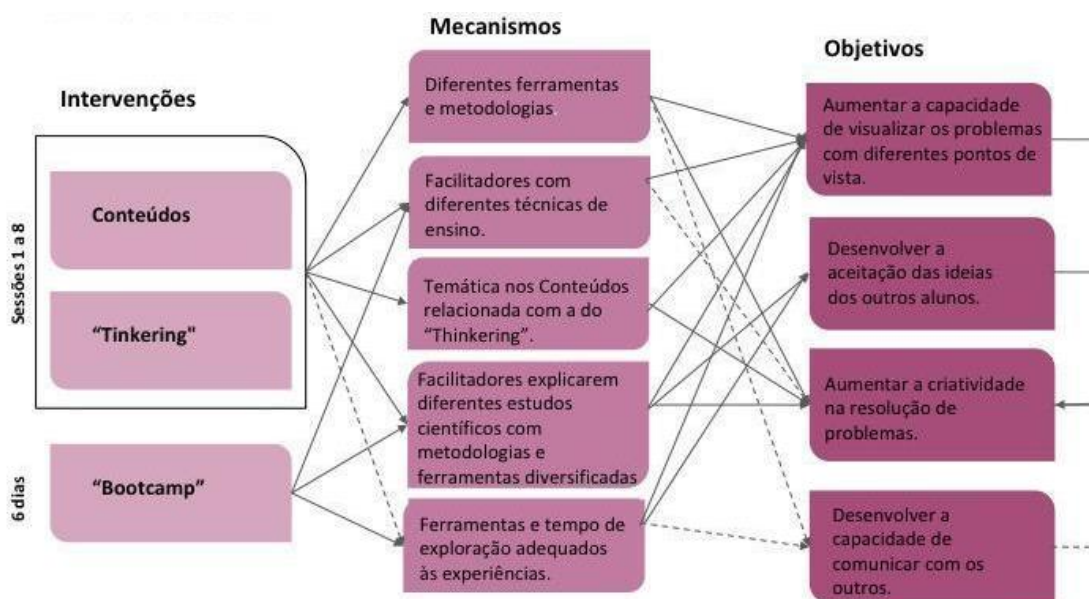 Intervenções
Sessões 1 a 8
Conteúdos
“Tinkering"
6 dias
“Bootcamp”
Mecanismos
Diferentes ferramentas
e metodologias.
Facilitadores com
diferentes técnicas de
ensino.
Temática nos Conteúdos
relacionada com a do
“Thinkering”.
Facilitadores explicarem
diferentes estudos
científicos com
metodologias e
ferramentas diversificadas
Ferramentas e tempo de
exploração adequados
às experiências.
Objetivos
Aumentar a capacidade
de visualizar os problemas
com diferentes pontos de
vista.
Desenvolver a
aceitação das ideias
dos outros alunos.
Aumentar a criatividade
na resolução de
problemas.
Desenvolver a
capacidade de
comunicar com os
outros.